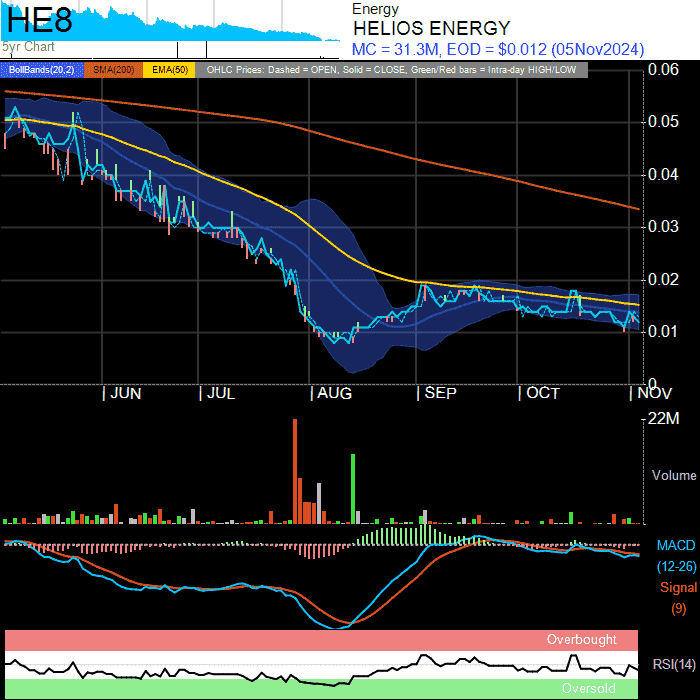 HE8
5yr Chart
Energy
HELIOS ENERGY
MC = 31.3M, EOD = $0.012 (05Nov2024)
BollBands(20,2) SMA(200) EMA(50) OHLC Prices: Dashed = OPEN, Solid = CLOSE, Green/Red bars = Intra-day HIGH/LOW
0.06
0.05
0.04
0.03
0.02
0.01
0
JUN JUL AUG SEP OCT NOV
22M
Volume
MACD
(12-26)
Signal
(9)
Overbought
RSI(14)
Oversold